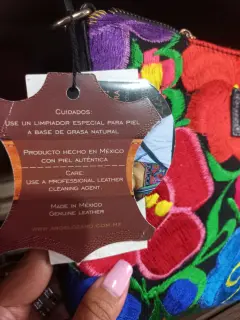 Cuidados:
Use un limpiador especial para piel
a base de grasa natural
Producto hecho en México
con piel auténtica
Care
Use a professional leather
cleaning agent
Made in México
Genuine leather